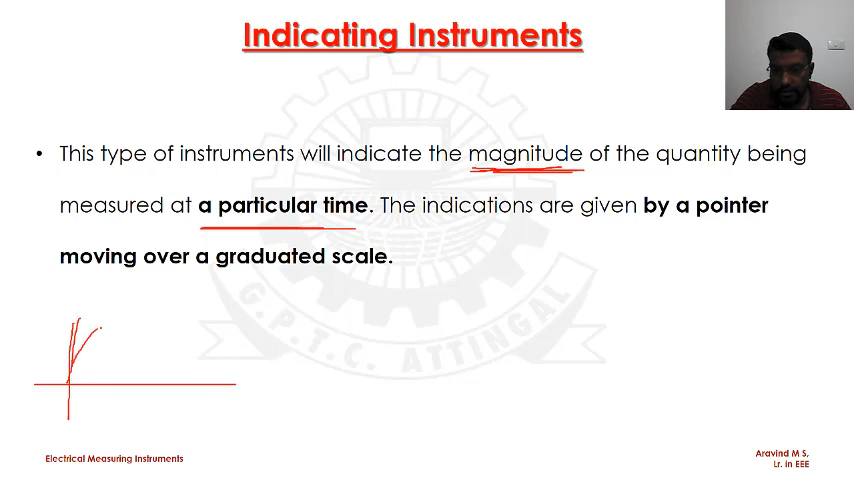 Indicating Instruments
• This type of instruments will indicate the magnitude of the quantity being
measured at a particular time. The indications are given by a pointer
moving over a graduated scale.
G.P.T.C. ATTINGAL
Electrical Measuring Instruments
Aravind M S,
Lr. in EEE